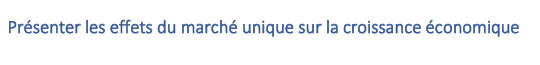 Présenter les effets du marché unique sur la croissance économique